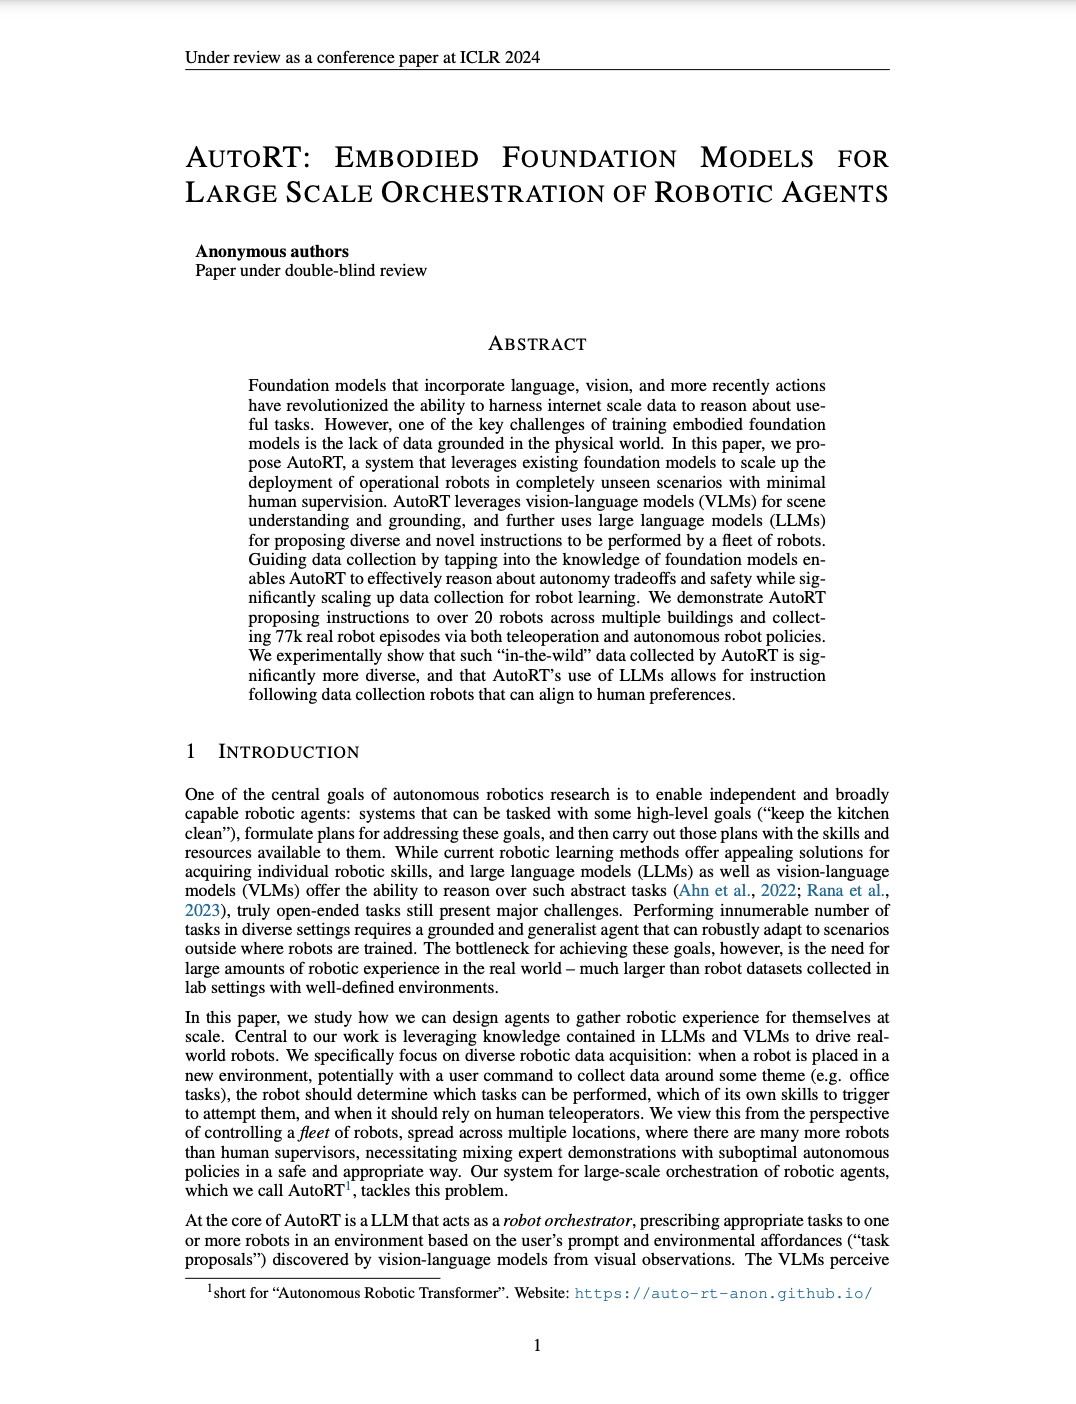 Under review as a conference paper at ICLR 2024
AUTORT: EMBODIED FOUNDATION MODELS FOR
LARGE SCALE ORCHESTRATION OF ROBOTIC AGENTS
Anonymous authors
Paper under double-blind review
ABSTRACT
Foundation models that incorporate language, vision, and more recently actions
have revolutionized the ability to harness internet scale data to reason about use-
ful tasks. However, one of the key challenges of training embodied foundation
models is the lack of data grounded in the physical world. In this paper, we pro-
pose AutoRT, a system that leverages existing foundation models to scale up the
deployment of operational robots in completely unseen scenarios with minimal
human supervision. AutoRT leverages vision-language models (VLMs) for scene
understanding and grounding, and further uses large language models (LLMs)
for proposing diverse and novel instructions to be performed by a fleet of robots.
Guiding data collection by tapping into the knowledge of foundation models en-
ables AutoRT to effectively reason about autonomy tradeoffs and safety while sig-
nificantly scaling up data collection for robot learning. We demonstrate AutoRT
proposing instructions to over 20 robots across multiple buildings and collect-
ing 77k real robot episodes via both teleoperation and autonomous robot policies.
We experimentally show that such “in-the-wild” data collected by AutoRT is sig-
nificantly more diverse, and that AutoRT’s use of LLMs allows for instruction
following data collection robots that can align to human preferences.
1 INTRODUCTION
One of the central goals of autonomous robotics research is to enable independent and broadly
capable robotic agents: systems that can be tasked with some high-level goals (“keep the kitchen
clean”), formulate plans for addressing these goals, and then carry out those plans with the skills and
resources available to them. While current robotic learning methods offer appealing solutions for
acquiring individual robotic skills, and large language models (LLMs) as well as vision-language
models (VLMs) offer the ability to reason over such abstract tasks (Ahn et al., 2022; Rana et al.,
2023), truly open-ended tasks still present major challenges. Performing innumerable number of
tasks in diverse settings requires a grounded and generalist agent that can robustly adapt to scenarios
outside where robots are trained. The bottleneck for achieving these goals, however, is the need for
large amounts of robotic experience in the real world – much larger than robot datasets collected in
lab settings with well-defined environments.
In this paper, we study how we can design agents to gather robotic experience for themselves at
scale. Central to our work is leveraging knowledge contained in LLMs and VLMs to drive real-
world robots. We specifically focus on diverse robotic data acquisition: when a robot is placed in a
new environment, potentially with a user command to collect data around some theme (e.g. office
tasks), the robot should determine which tasks can be performed, which of its own skills to trigger
to attempt them, and when it should rely on human teleoperators. We view this from the perspective
of controlling a fleet of robots, spread across multiple locations, where there are many more robots
than human supervisors, necessitating mixing expert demonstrations with suboptimal autonomous
policies in a safe and appropriate way. Our system for large-scale orchestration of robotic agents,
which we call AutoRT1, tackles this problem.
At the core of AutoRT is a LLM that acts as a robot orchestrator, prescribing appropriate tasks to one
or more robots in an environment based on the user’s prompt and environmental affordances (“task
proposals”) discovered by vision-language models from visual observations. The VLMs perceive
1short for “Autonomous Robotic Transformer”. Website: https://auto-rt-anon.github.io/
1